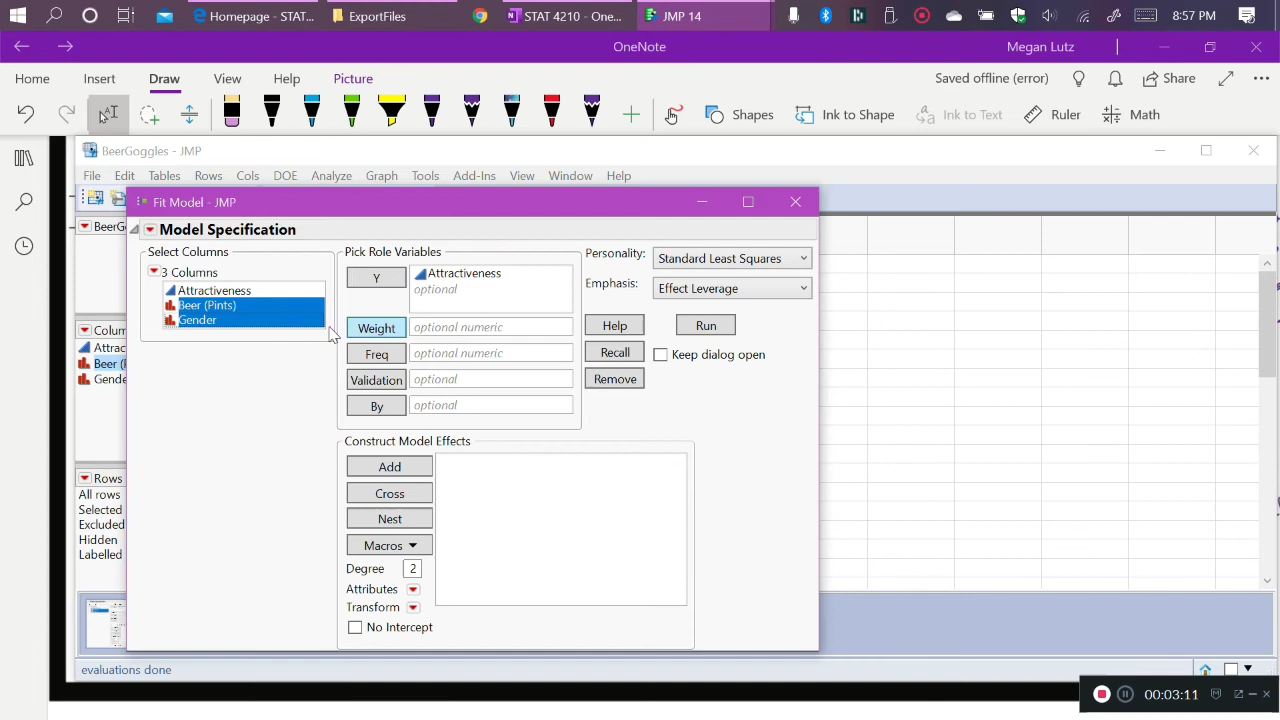 Homepage - STAT...
ExportFiles
STAT 4210 – One...
JMP 14
8:57 PM
OneNote
Megan Lutz
Home
Insert
Draw
View
Help
Picture
Saved offline (error)
Share
Shapes
Ink to Shape
Ink to Text
Ruler
Math
BeerGoggles - JMP
File
Edit
Tables
Rows
Cols
DOE
Analyze
Graph
Tools
Add-Ins
View
Window
Help
BeerG
Colum
Attrac
Beer (P
Gende
Rows
All rows
Selected
Excluded
Hidden
Labelled
evaluations done
Fit Model - JMP
Model Specification
Select Columns
3 Columns
Attractiveness
Beer (Pints)
Gender
Pick Role Variables
Y
Attractiveness
optional
Weight
optional numeric
Freq
optional numeric
Validation
optional
By
optional
Personality:
Standard Least Squares
Emphasis:
Effect Leverage
Help
Run
Recall
Keep dialog open
Remove
Construct Model Effects
Add
Cross
Nest
Macros
Degree
2
Attributes
Transform
No Intercept
00:03:11